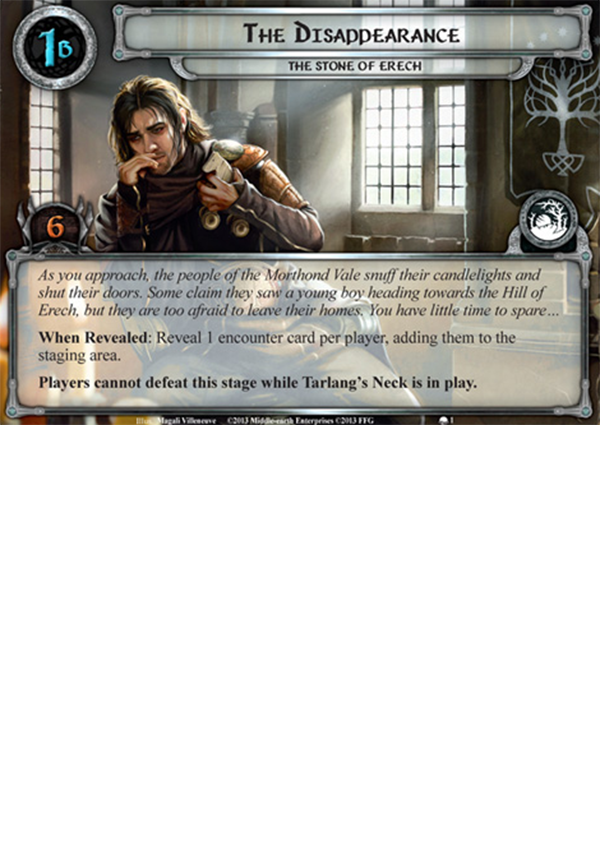 1B
THE DISAPPEARANCE
THE STONE OF ERECH
6
As you approach, the people of the Morthond Vale snuff their candlelights and
shut their doors. Some claim they saw a young boy heading towards the Hill of
Erech, but they are too afraid to leave their homes. You have little time to spare…
When Revealed: Reveal 1 encounter card per player, adding them to the
staging area.
Players cannot defeat this stage while Tarlang's Neck is in play.
Illus. Magali Villeneuve ©2013 Middle-earth Enterprises ©2013 FFG 1